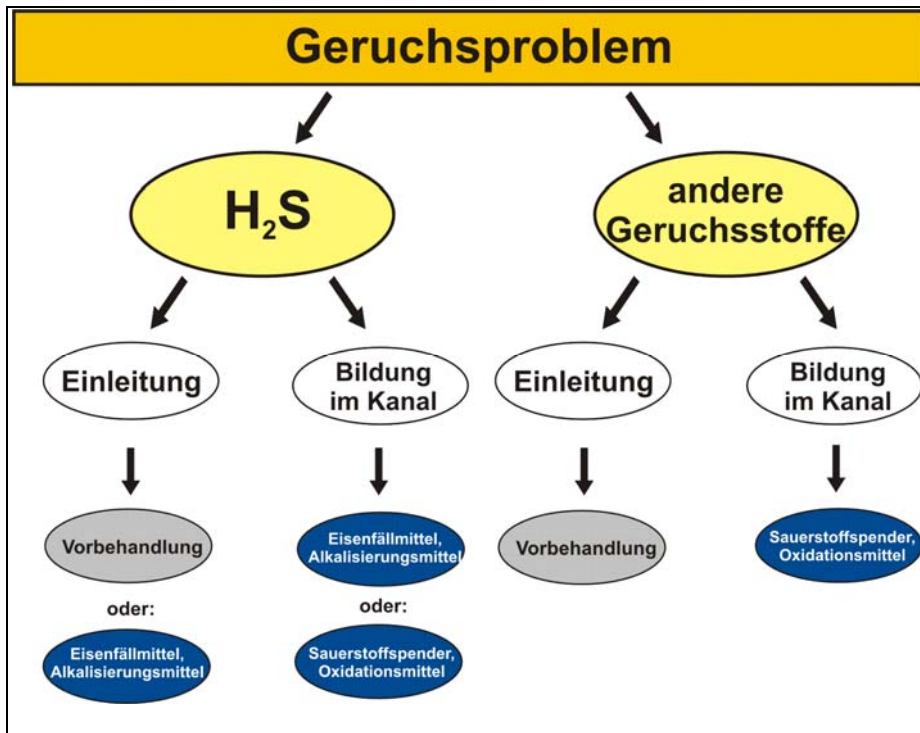 Geruchsproblem
H₂S
andere
Geruchsstoffe
Einleitung
Bildung
im Kanal
Einleitung
Bildung
im Kanal
Vorbehandlung
oder:
Eisenfällmittel,
Alkalisierungsmittel
Eisenfällmittel,
Alkalisierungsmittel
oder:
Sauerstoffspender,
Oxidationsmittel
Vorbehandlung
Sauerstoffspender,
Oxidationsmittel